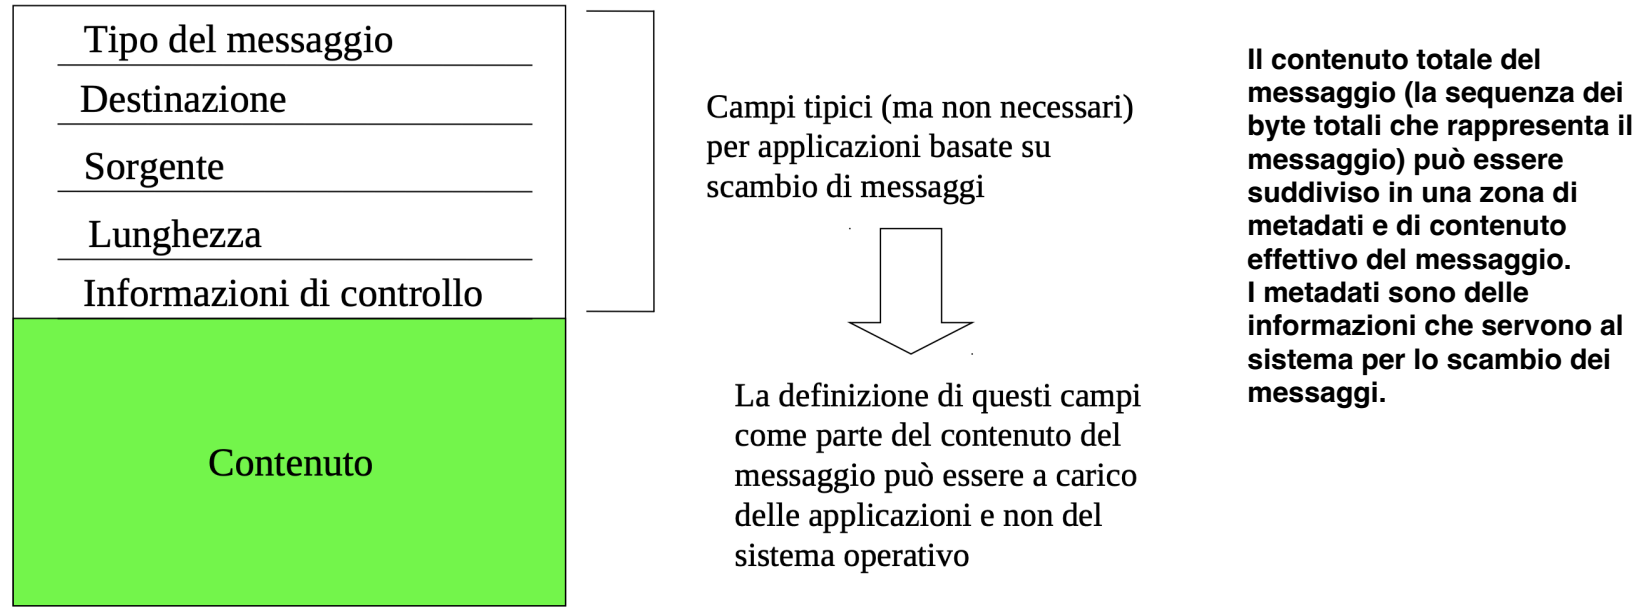 Tipo del messaggio
Destinazione
Sorgente
Lunghezza
Informazioni di controllo
Contenuto
Campi tipici (ma non necessari)
per applicazioni basate su
scambio di messaggi
La definizione di questi campi
come parte del contenuto del
messaggio può essere a carico
delle applicazioni e non del
sistema operativo
Il contenuto totale del
messaggio (la sequenza dei
byte totali che rappresenta il
messaggio) può essere
suddiviso in una zona di
metadati e di contenuto
effettivo del messaggio.
I metadati sono delle
informazioni che servono al
sistema per lo scambio dei
messaggi.